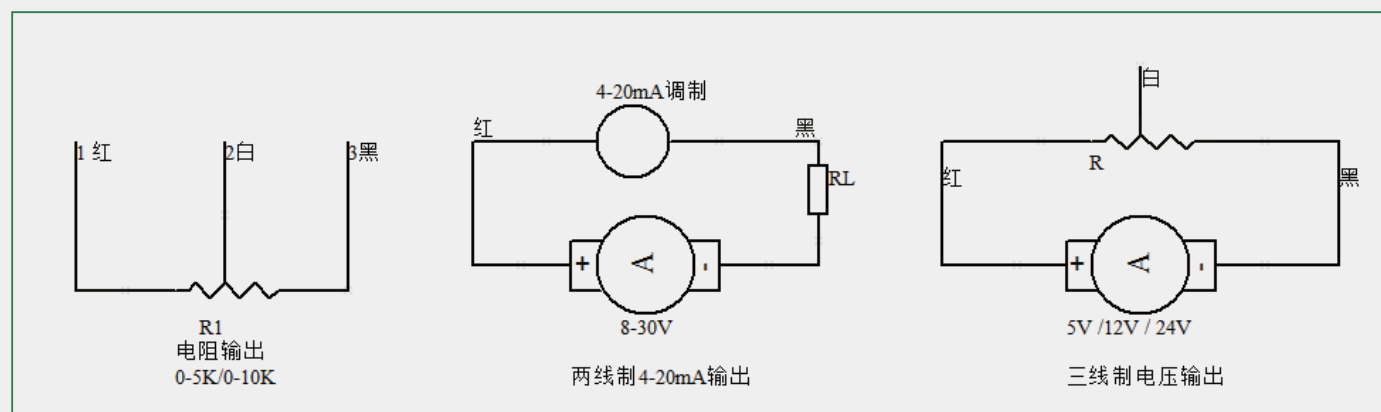 1 红
2白
3黑
R1
电阻输出
0-5K/0-10K
4-20mA调制
红
黑
RL
+
A
-
8-30V
两线制4-20mA输出
白
R
红
黑
+
A
-
5V /12V / 24V
三线制电压输出